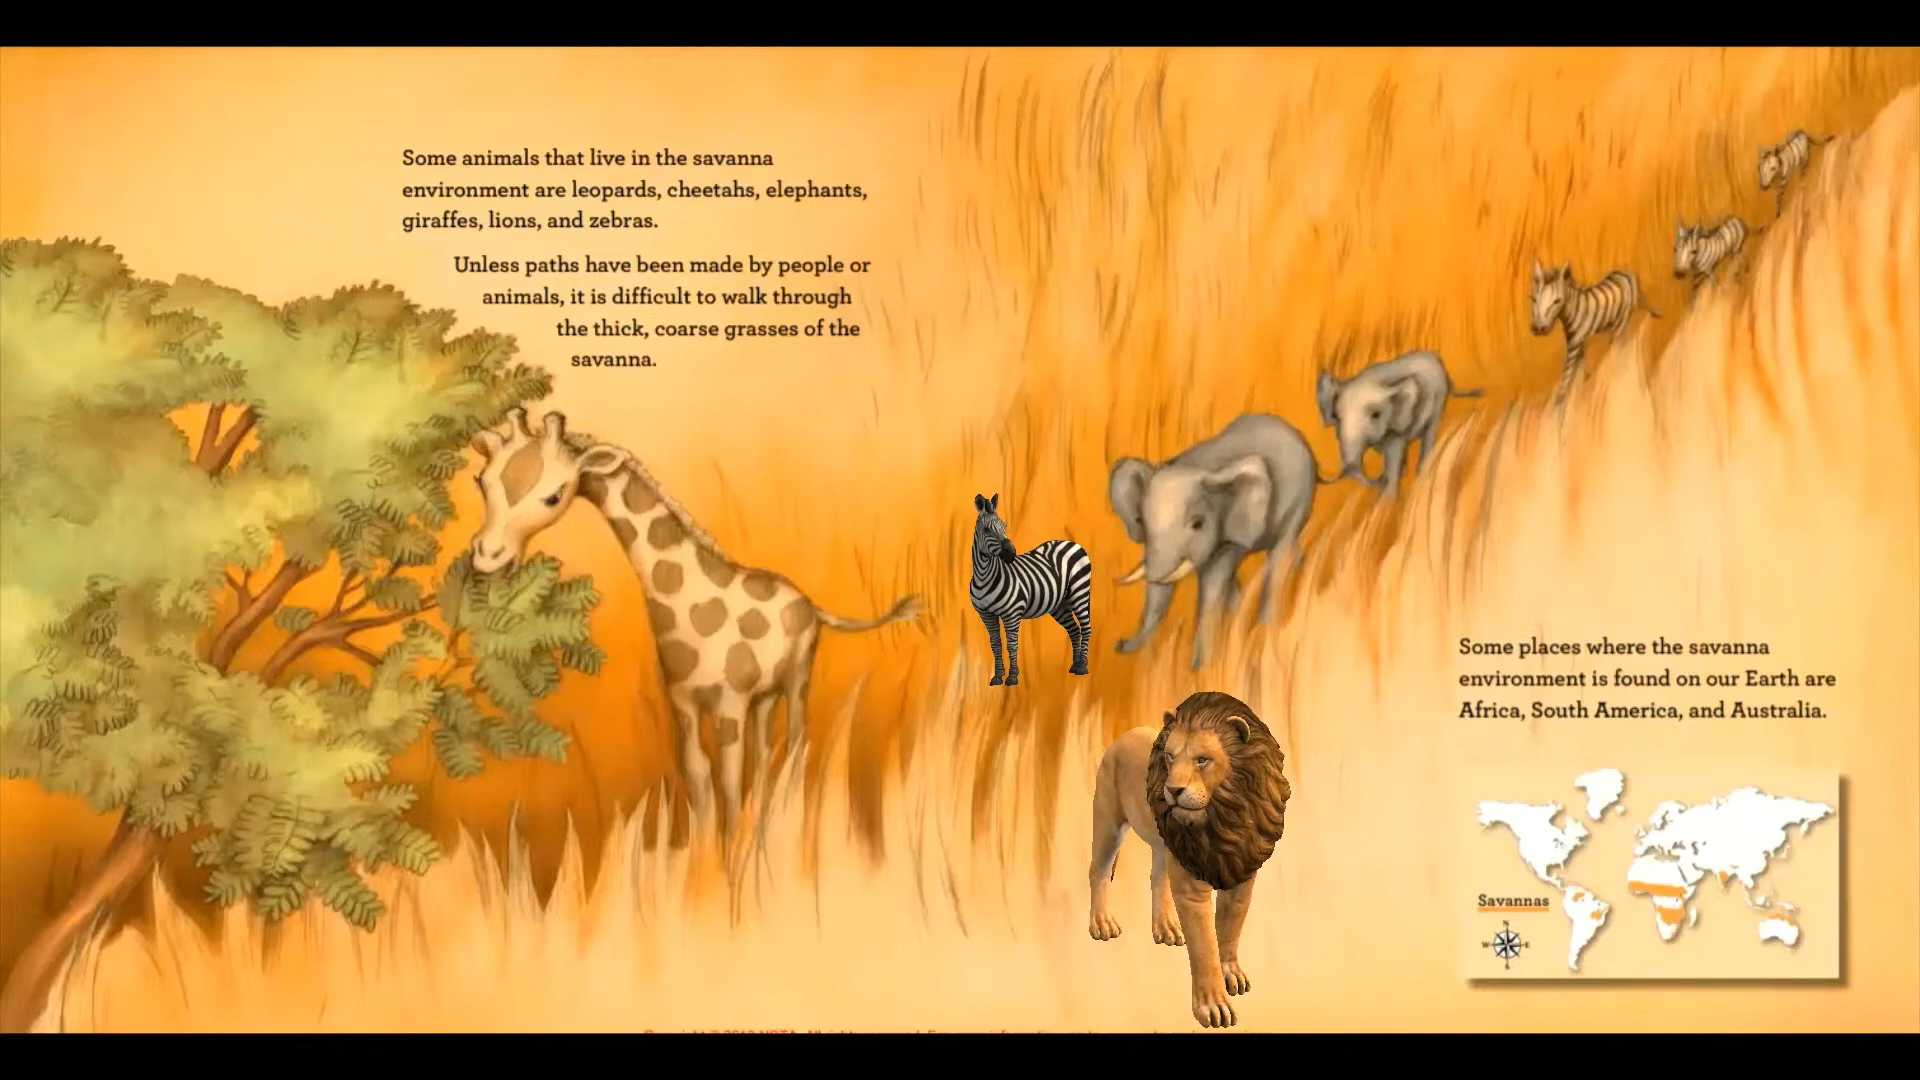 Some animals that live in the savanna
environment are leopards, cheetahs, elephants,
giraffes, lions, and zebras.
Unless paths have been made by people or
animals, it is difficult to walk through
the thick, coarse grasses of the
savanna.
Some places where the savanna
environment is found on our Earth are
Africa, South America, and Australia.
Savannas
N
W E
S